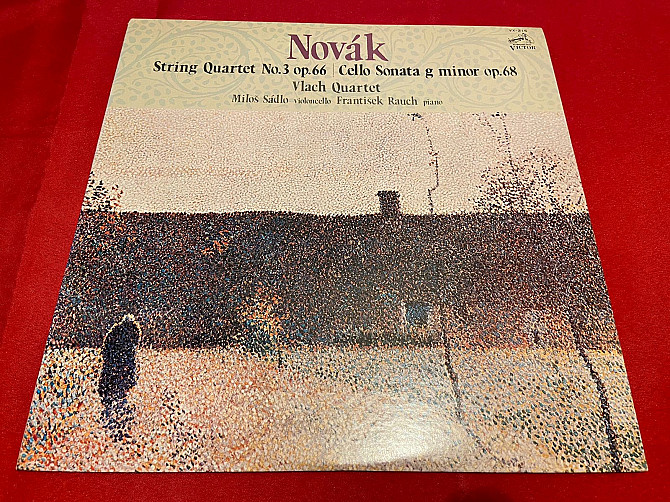 Novák
VICTOR
String Quartet No.3 op.66 | Cello Sonata g minor op.68
Vlach Quartet
Miloš Sádlo violoncello František Rauch piano